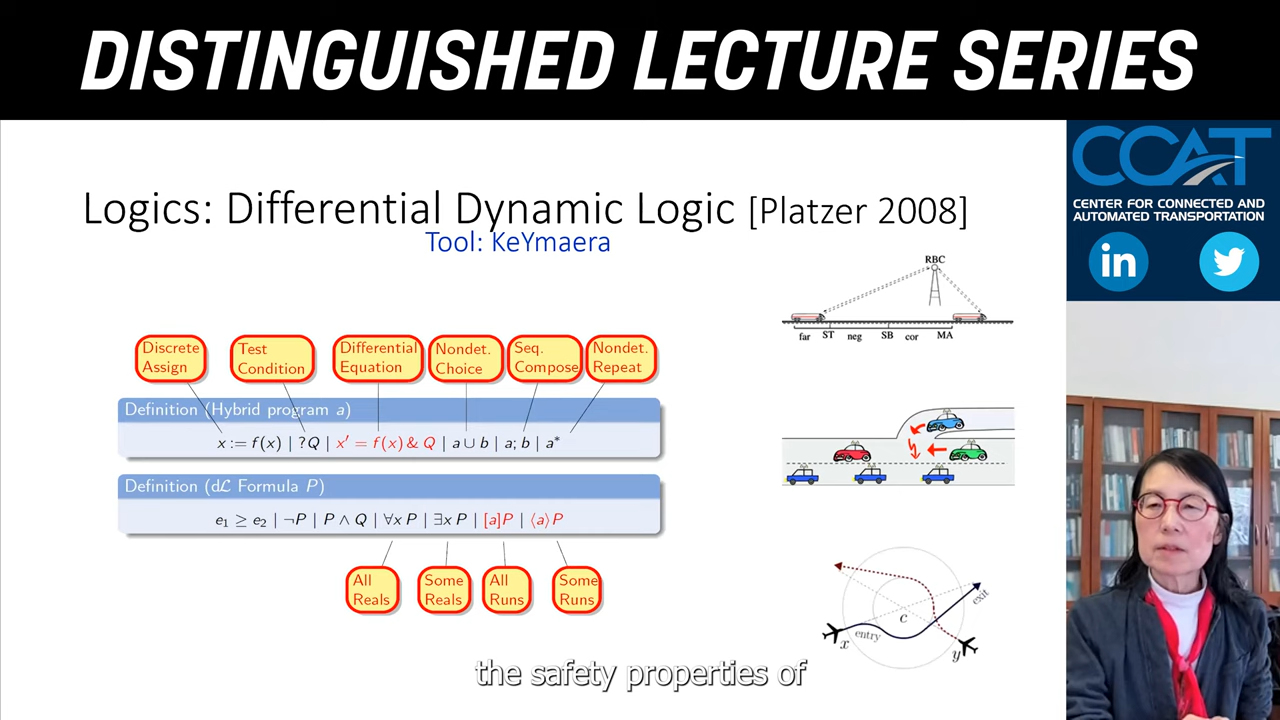 DISTINGUISHED LECTURE SERIES
CCAT
CENTER FOR CONNECTED AND
AUTOMATED TRANSPORTATION
in
Logics: Differential Dynamic Logic [Platzer 2008]
Tool: KeYmaera
RBC
far ST neg SB cor MA
Discrete
Assign
Test
Condition
Differential
Equation
Nondet.
Choice
Seq.
Compose
Nondet.
Repeat
Definition (Hybrid program a)
x := f(x) | ?Q | x′ = f(x) & Q | a ∪ b | a; b | a*
Definition (dL Formula P)
e₁ ≥ e₂ | ¬P | P ∧ Q | ∀x P | ∃x P | [a]P | ⟨a⟩P
All
Reals
Some
Reals
All
Runs
Some
Runs
exit
c
entry
x
y
the safety properties of